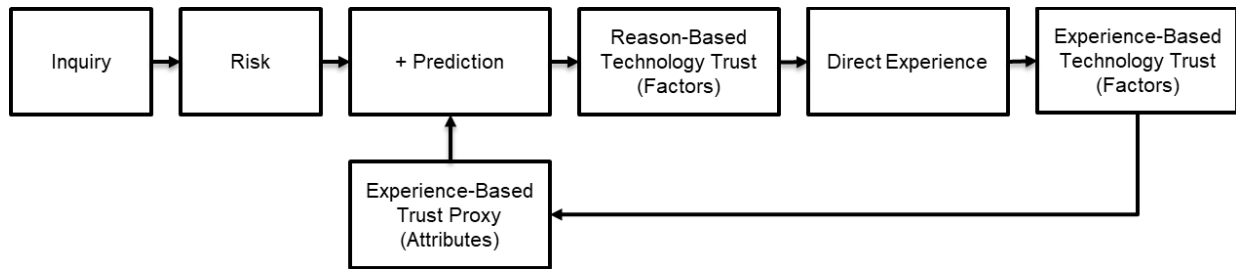 Inquiry
Risk
+ Prediction
Reason-Based
Technology Trust
(Factors)
Direct Experience
Experience-Based
Technology Trust
(Factors)
Experience-Based
Trust Proxy
(Attributes)